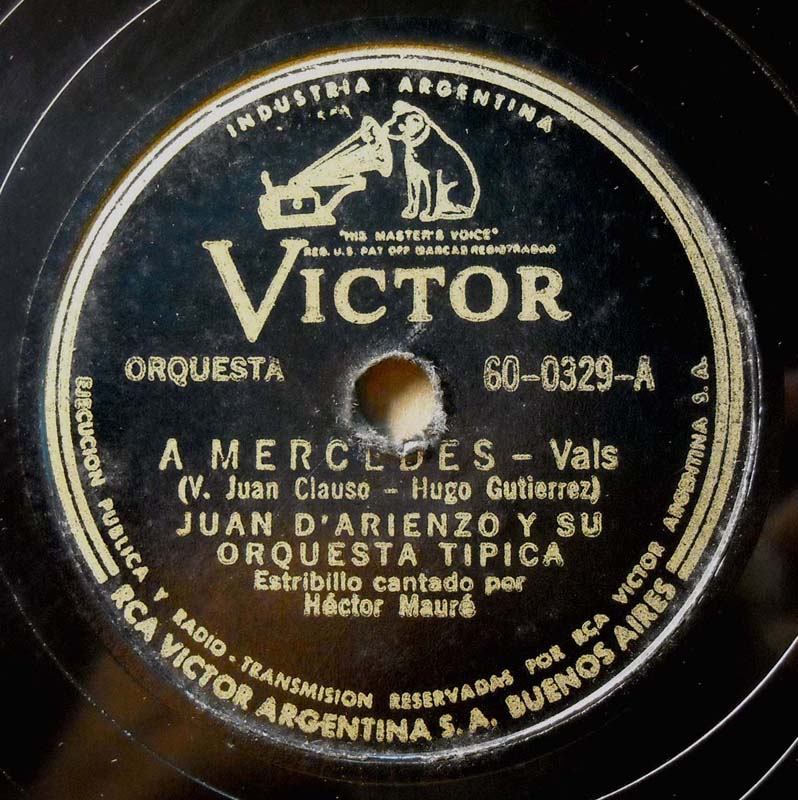 INDUSTRIA ARGENTINA
"HIS MASTER'S VOICE"
REG. U.S. PAT OFF MARCAS REGISTRADAS
VICTOR
ORQUESTA
60-0329-A
A MERCEDES - Vals
(V. Juan Clauso - Hugo Gutierrez)
JUAN D'ARIENZO Y SU
ORQUESTA TIPICA
Estribillo cantado por
Héctor Mauré
EJECUCION PUBLICA Y RADIO-TRANSMISION RESERVADAS POR RCA VICTOR ARGENTINA S.A.
RCA VICTOR ARGENTINA S.A. BUENOS AIRES